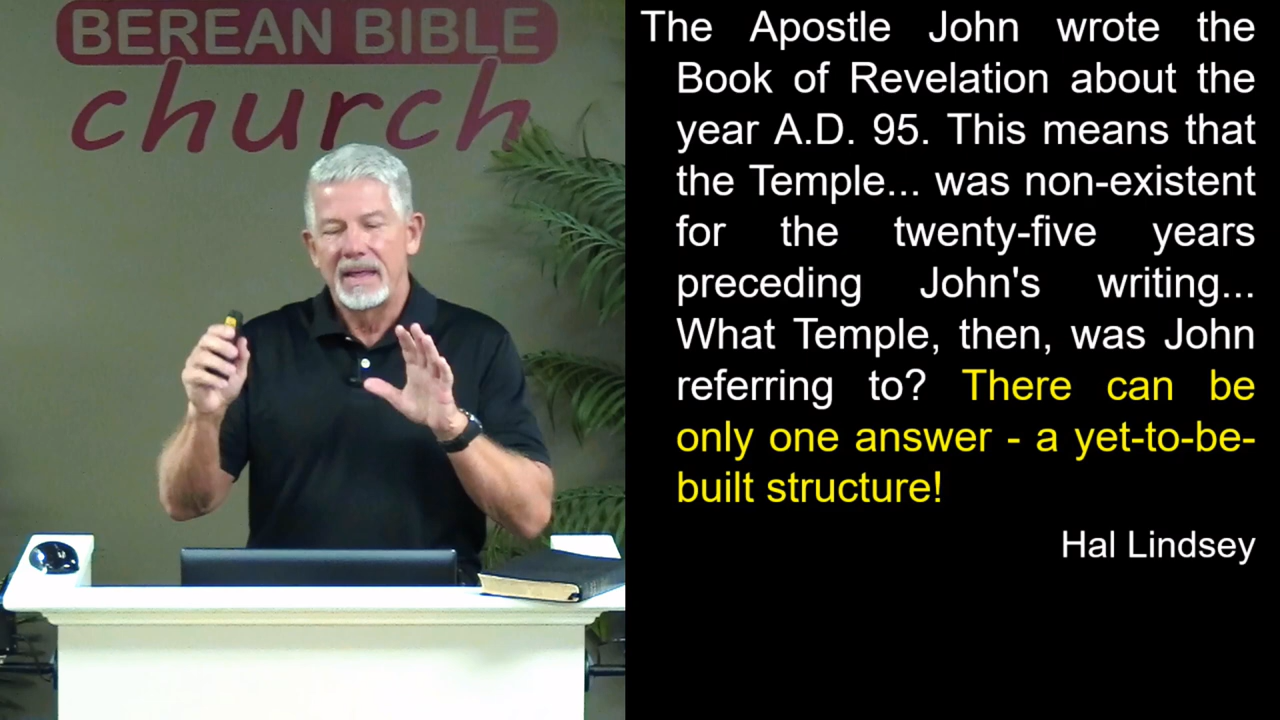 BEREAN BIBLE
church
The Apostle John wrote the
Book of Revelation about the
year A.D. 95. This means that
the Temple... was non-existent
for the twenty-five years
preceding John's writing...
What Temple, then, was John
referring to? There can be
only one answer - a yet-to-be-
built structure!
Hal Lindsey